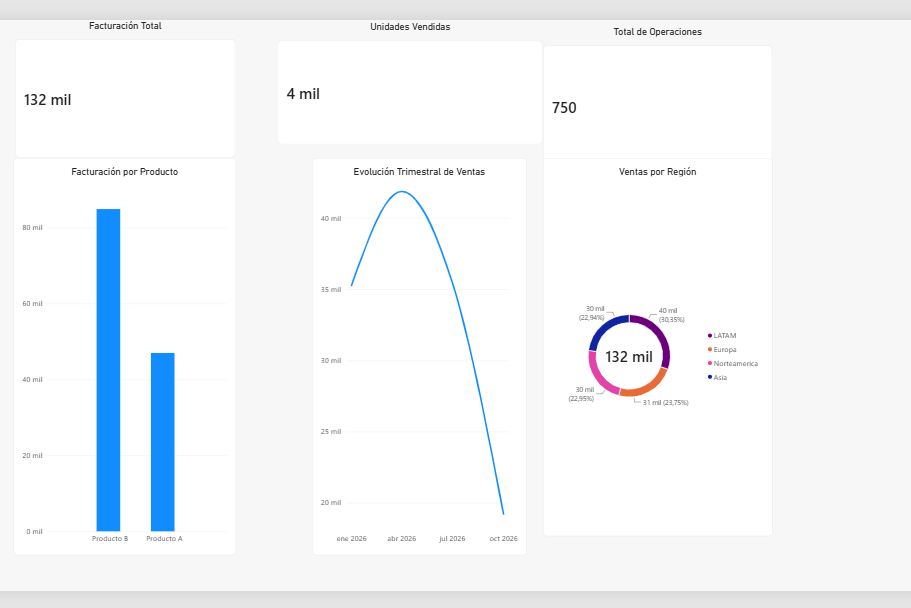 Facturación Total
Unidades Vendidas
Total de Operaciones
132 mil
4 mil
750
Facturación por Producto
80 mil
60 mil
40 mil
20 mil
0 mil
Producto B
Producto A
Evolución Trimestral de Ventas
40 mil
35 mil
30 mil
25 mil
20 mil
ene 2026
abr 2026
jul 2026
oct 2026
Ventas por Región
30 mil
(22,94%)
40 mil
(30,35%)
132 mil
30 mil
(22,95%)
31 mil (23,75%)
LATAM
Europa
Norteamerica
Asia